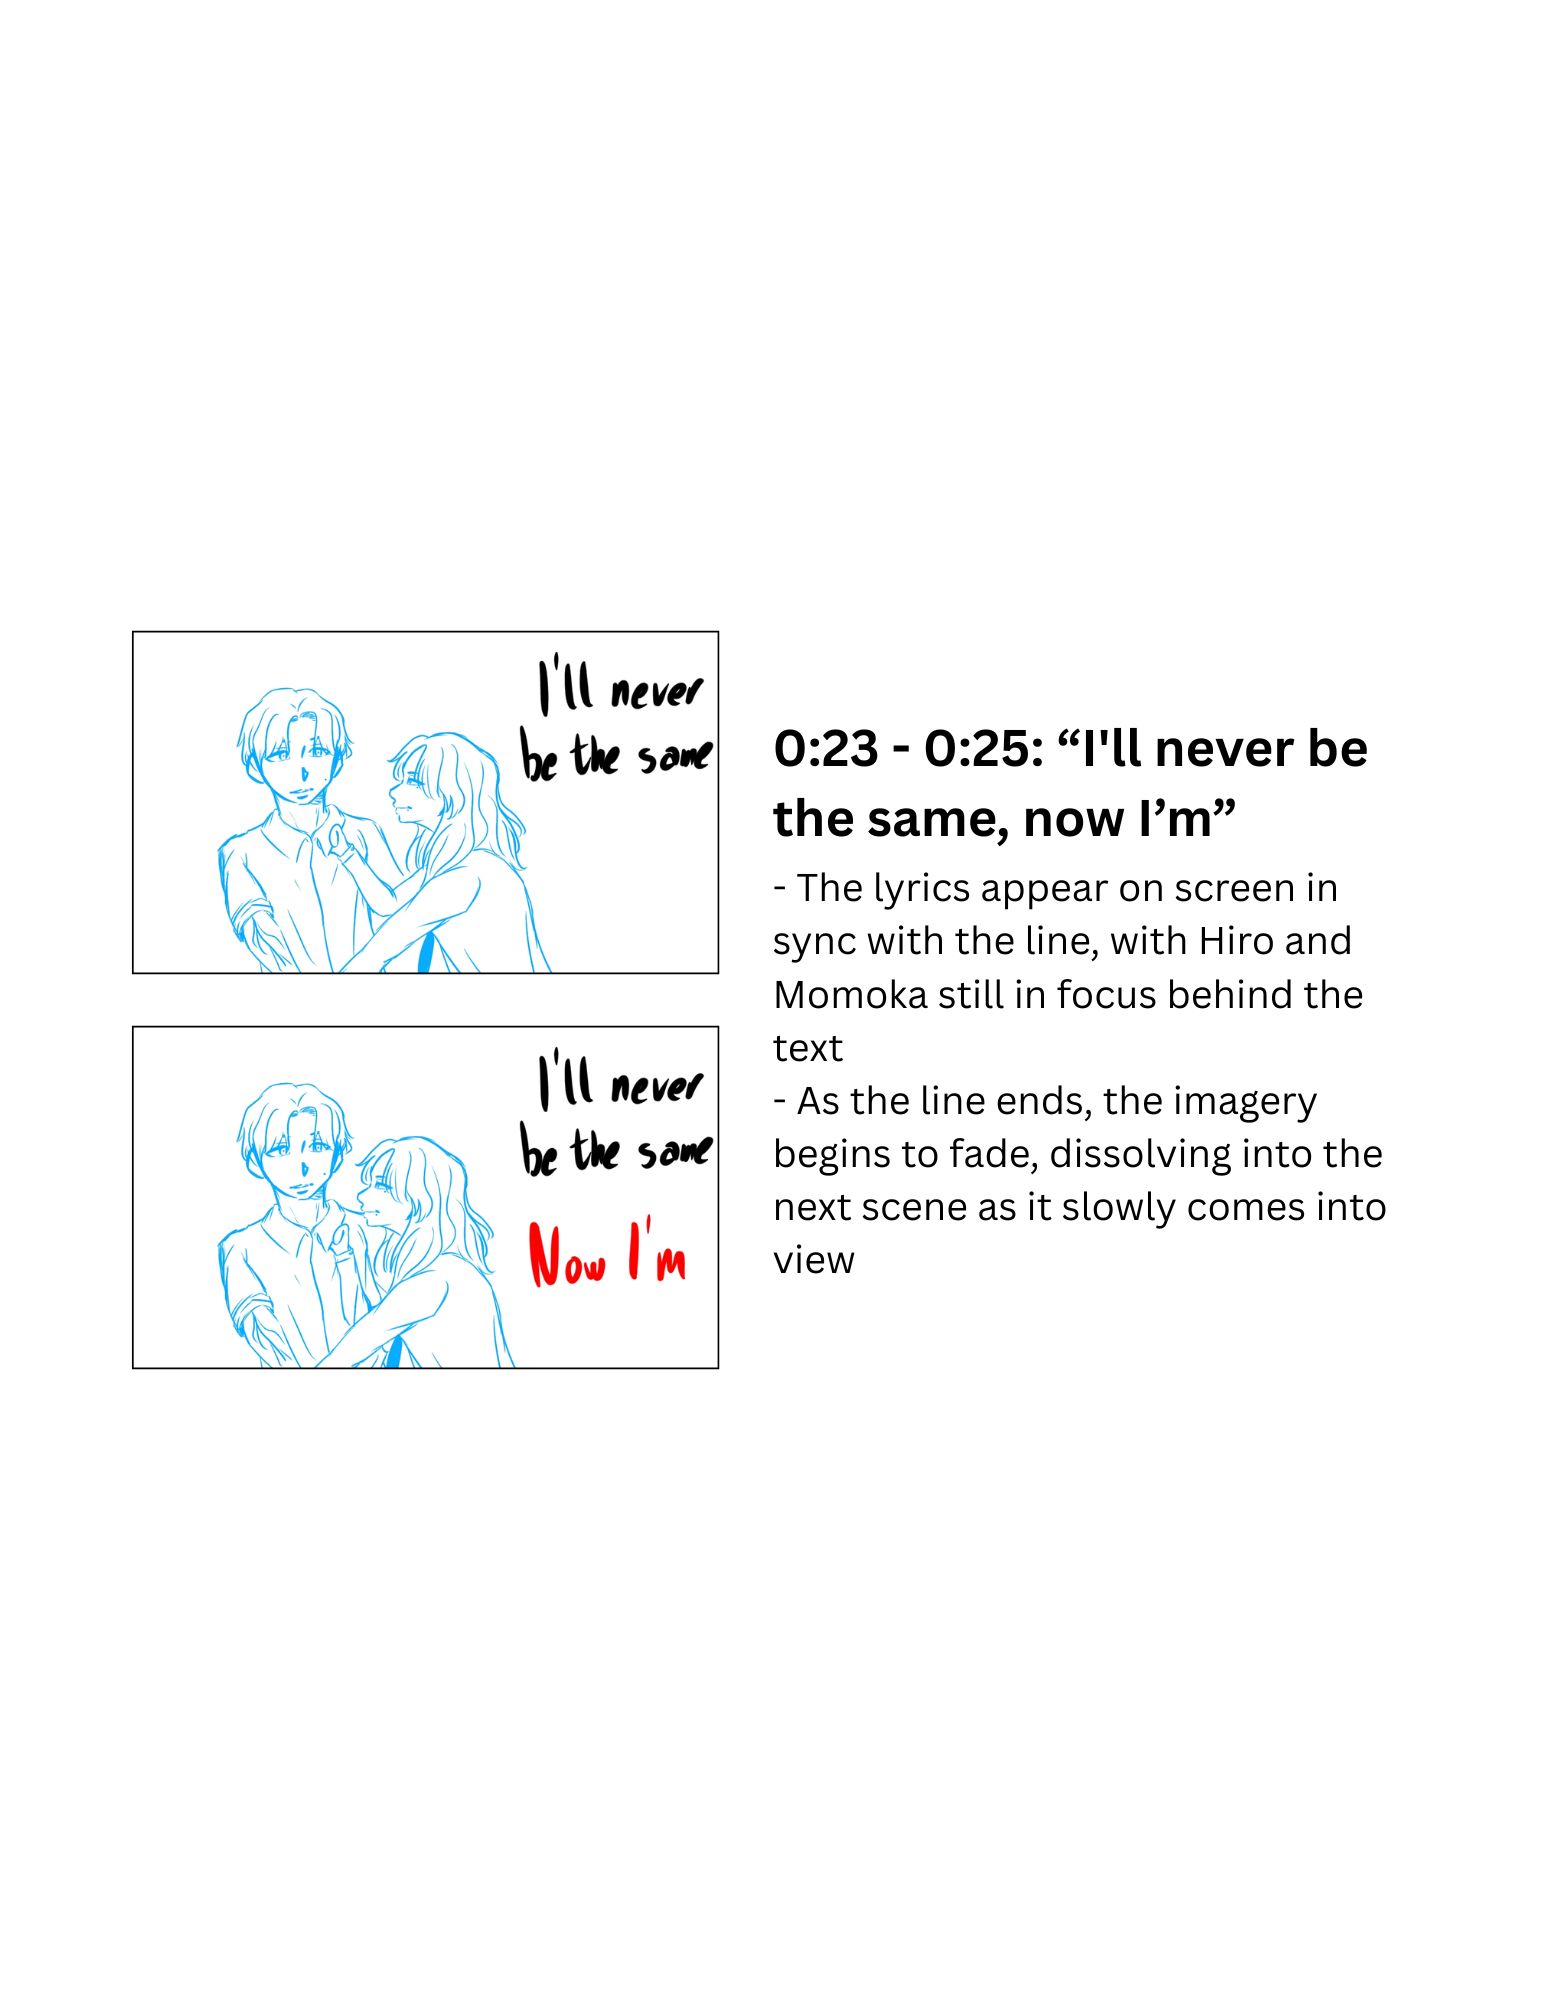 I'll never
be the same
I'll never
be the same
Now I'm
0:23 - 0:25: “I'll never be
the same, now I’m”
- The lyrics appear on screen in
sync with the line, with Hiro and
Momoka still in focus behind the
text
- As the line ends, the imagery
begins to fade, dissolving into the
next scene as it slowly comes into
view